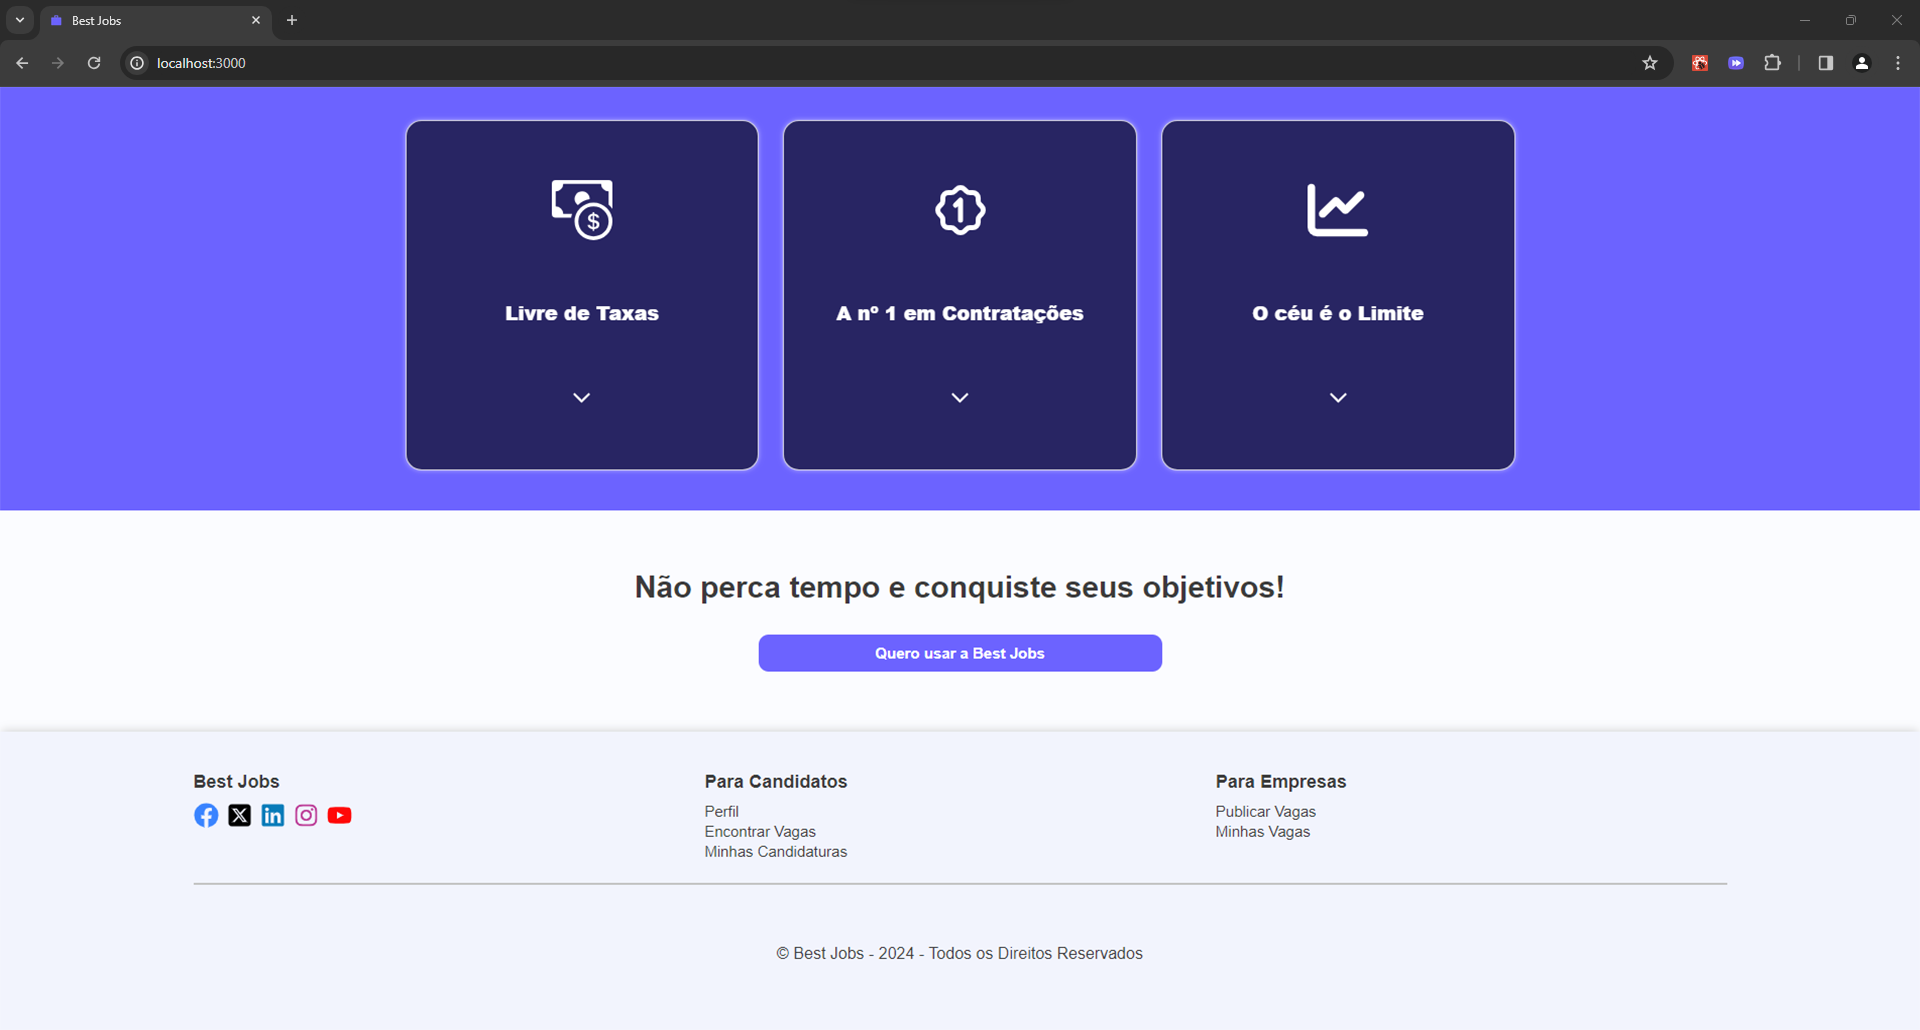 Best Jobs
localhost:3000
$
1
Livre de Taxas
A nº 1 em Contratações
O céu é o Limite
Não perca tempo e conquiste seus objetivos!
Quero usar a Best Jobs
Best Jobs
Para Candidatos
Perfil
Encontrar Vagas
Minhas Candidaturas
Para Empresas
Publicar Vagas
Minhas Vagas
© Best Jobs - 2024 - Todos os Direitos Reservados